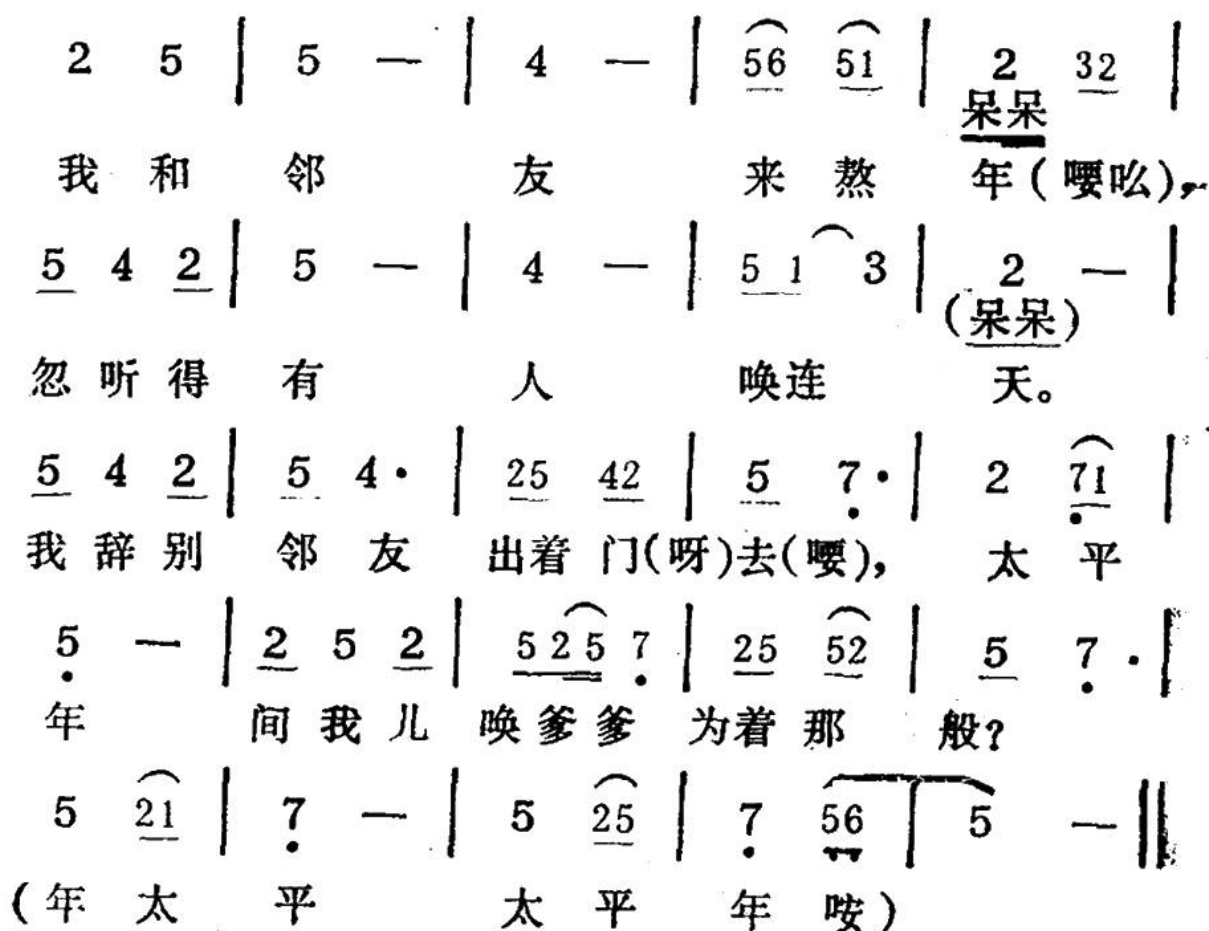 2 5 | 5 — | 4 — | 56 51 | 2 32 |
呆呆
我 和 邻 友 来 熬 年(嘤吆),
5 4 2 | 5 — | 4 — | 5 1 3 | 2 — |
(呆呆)
忽 听 得 有 人 唤连 天。
5 4 2 | 5 4 · | 25 42 | 5 7 · | 2 71 |
我 辞 别 邻 友 出着 门(呀)去(嘤), 太 平
5 — | 2 5 2 | 5 2 5 7 | 25 52 | 5 7 · |
年 间 我 儿 唤 爹 爹 为着 那 般?
5 21 | 7 — | 5 25 | 7 56 | 5 — ‖
(年 太 平 太 平 年 咹)